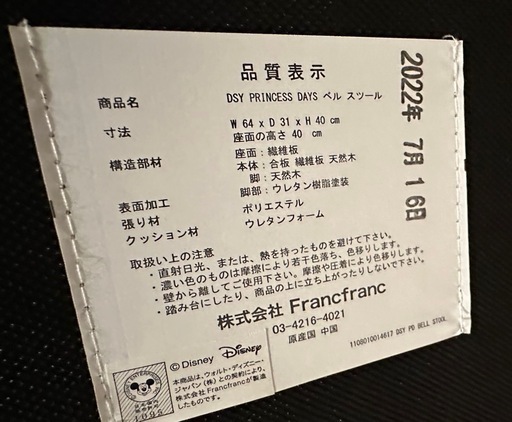 品質表示
商品名 DSY PRINCESS DAYS ベル スツール
寸法 W 64 x D 31 x H 40 cm
座面の高さ 40 cm
構造部材 座面：繊維板
本体：合板 繊維板 天然木
脚：天然木
脚部：ウレタン樹脂塗装
表面加工
張り材 ポリエステル
クッション材 ウレタンフォーム
取扱い上の注意
・直射日光、または、熱を持ったものを避けて下さい。
・濃い色のものは摩擦により若干色落ち、色移りします。
・壁から離してご使用下さい。摩擦や圧着により色移りします。
・踏み台にしたり、商品の上に立ち上がったりしないで下さい。
株式会社 Francfranc
03-4216-4021
原産国 中国
1108010014617 DSY PD BELL STOOL
2022年 7月 16日
©Disney Disney
本商品は、ウォルト・ディズニー・
ジャパン(株)との契約により、
株式会社Francfrancが製造
したものです。